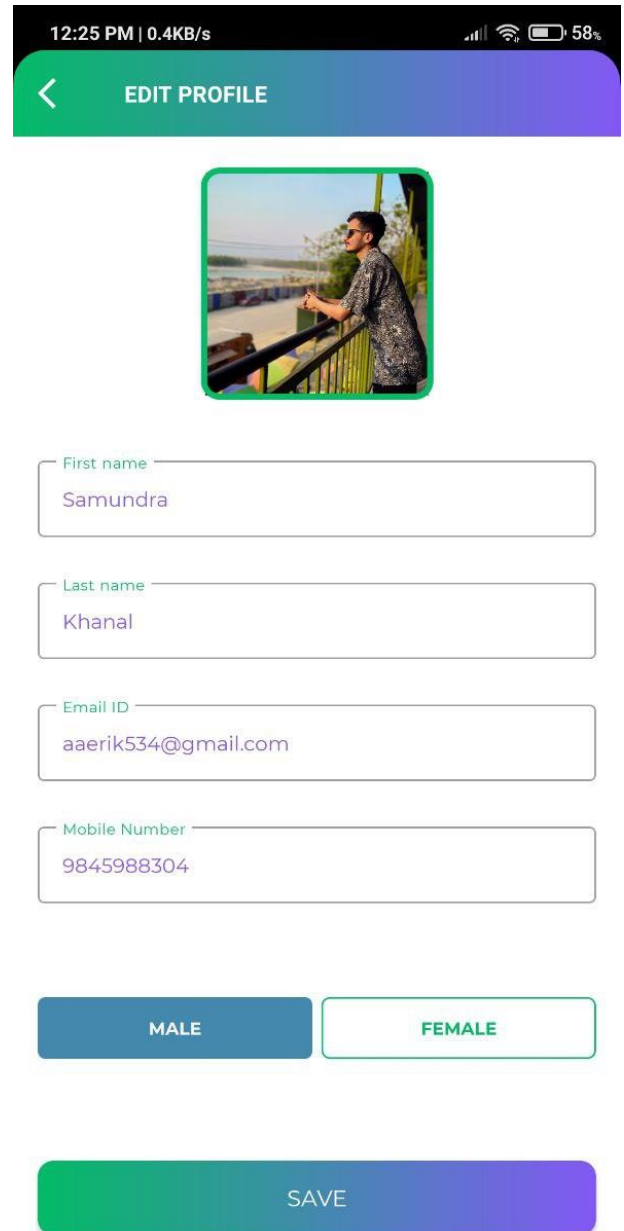 12:25 PM | 0.4KB/s 58%
EDIT PROFILE
First name
Samundra
Last name
Khanal
Email ID
aaerik534@gmail.com
Mobile Number
9845988304
MALE FEMALE
SAVE